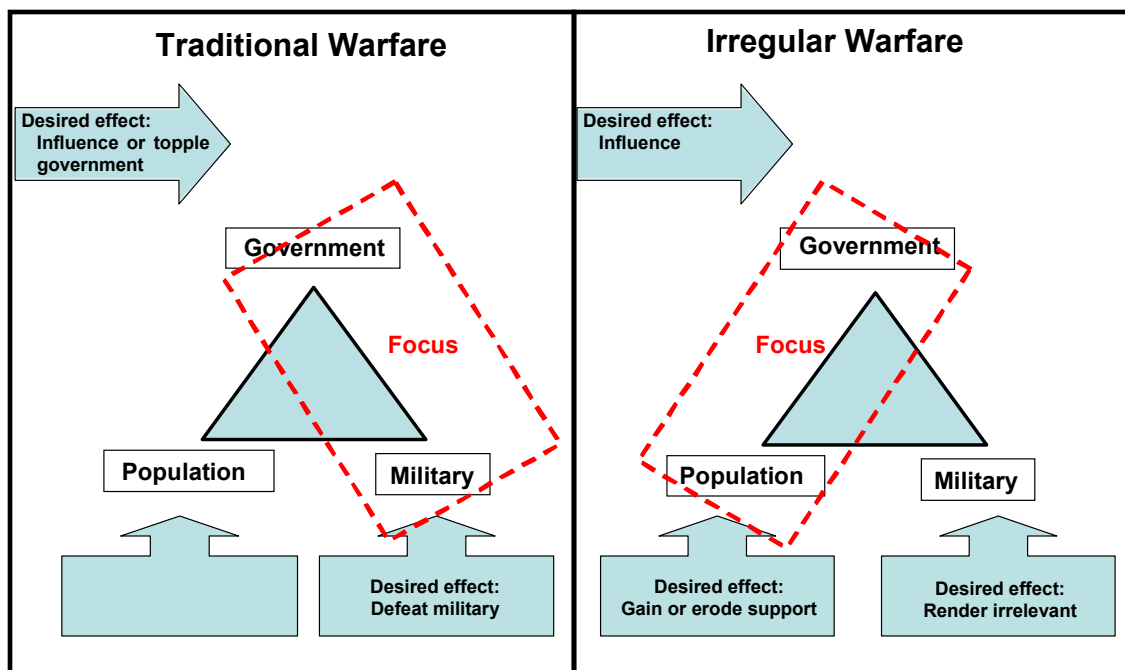 Traditional Warfare
Desired effect:
Influence or topple
government
Government
Focus
Population
Military
Desired effect:
Defeat military
Irregular Warfare
Desired effect:
Influence
Government
Focus
Population
Military
Desired effect:
Gain or erode support
Desired effect:
Render irrelevant